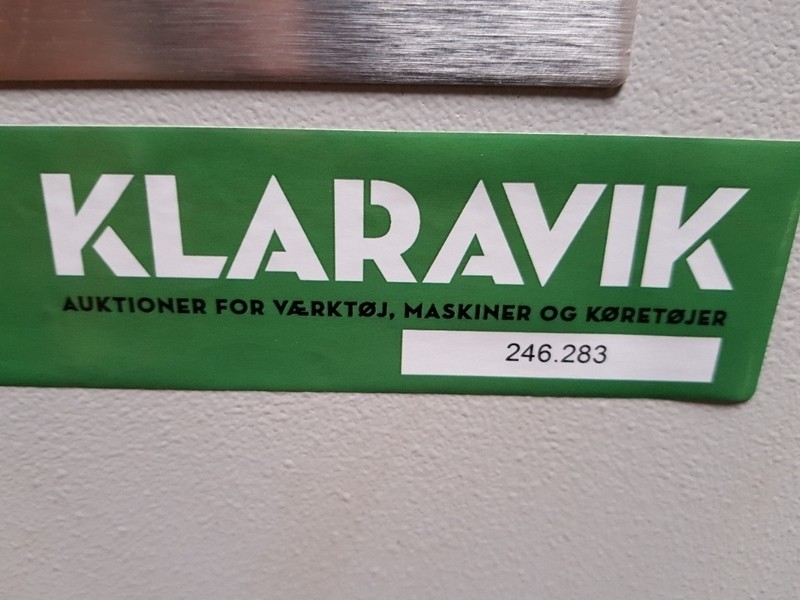 KLARAVIK
AUKTIONER FOR VÆRKTØJ, MASKINER OG KØRETØJER
246.283